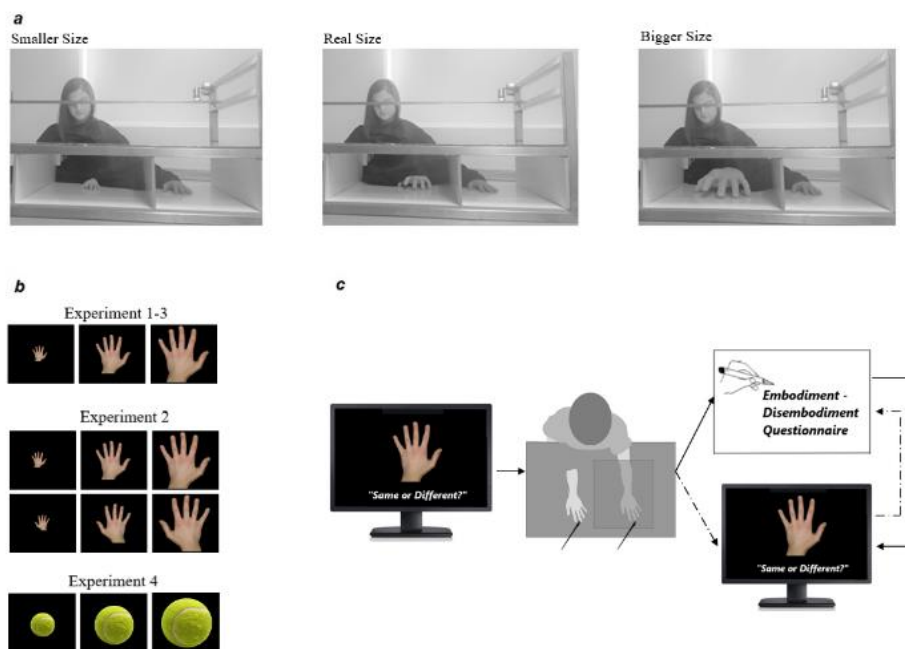 a
Smaller Size
Real Size
Bigger Size
b
Experiment 1-3
Experiment 2
Experiment 4
c
"Same or Different?"
Embodiment -
Disembodiment
Questionnaire
"Same or Different?"